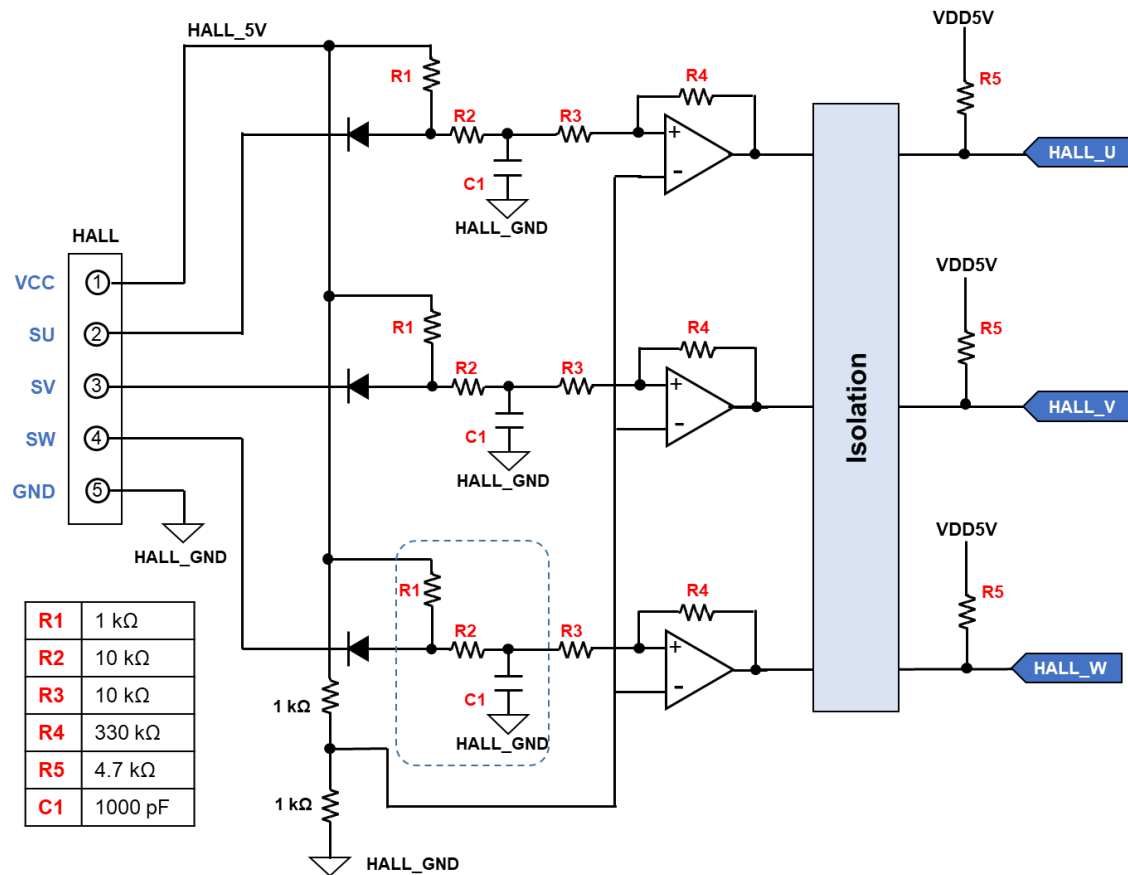 HALL_5V
VDD5V
R1
R4
R5
R2
R3
+
-
C1
HALL_GND
HALL_U
HALL
VCC
1
SU
2
SV
3
SW
4
GND
5
HALL_GND
R1
R2
R3
R4
+
-
C1
HALL_GND
VDD5V
R5
HALL_V
Isolation
R1
R2
R3
R4
+
-
C1
HALL_GND
VDD5V
R5
HALL_W
1 kΩ
1 kΩ
HALL_GND
R1 1 kΩ
R2 10 kΩ
R3 10 kΩ
R4 330 kΩ
R5 4.7 kΩ
C1 1000 pF